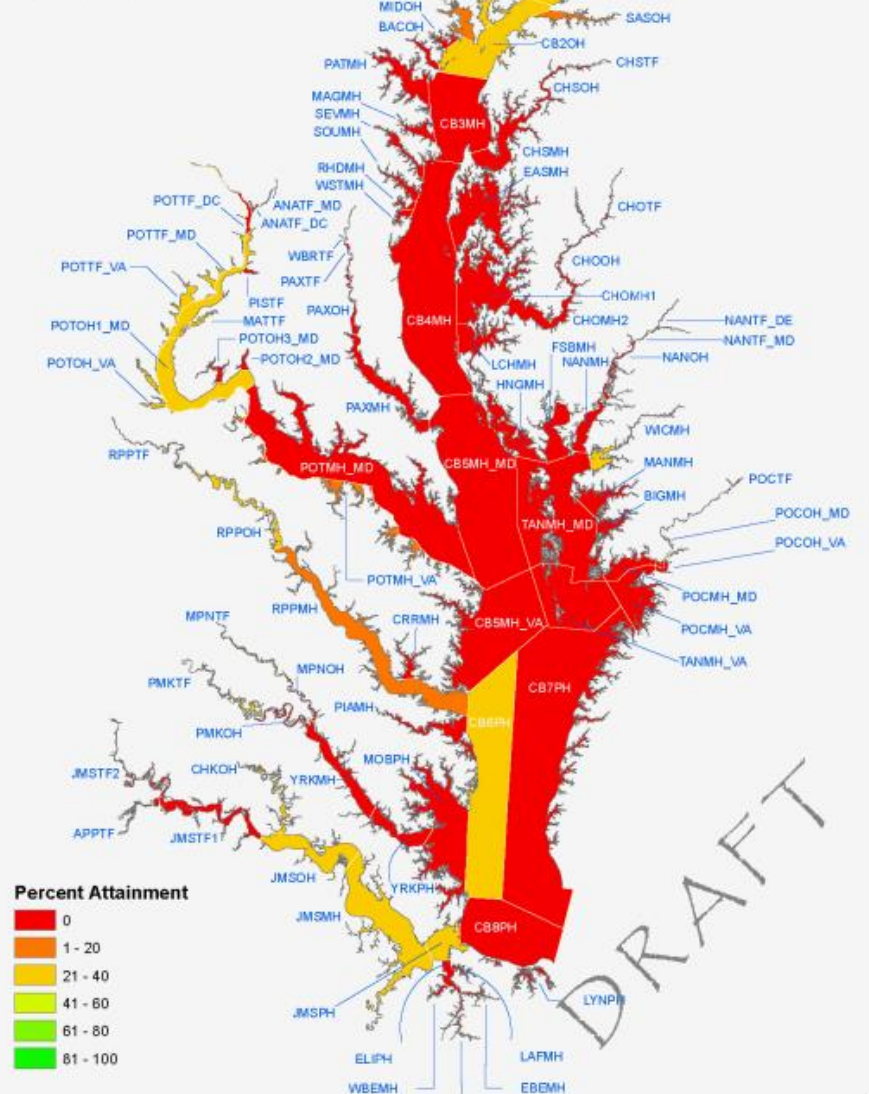 MIDOH
BACOH
SASOH
CB2OH
PATMH
CHSTF
CHSOH
MAGMH
SEVMH
SOUMH
CB3MH
CHSMH
EASMH
RHDMH
WSTMH
POTTF_DC
ANATF_MD
ANATF_DC
CHOTF
POTTF_MD
WBRTF
PAXTF
CHOOH
POTTF_VA
PISTF
MATTF
PAXOH
CHOMH1
CHOMH2
CB4MH
POTOH1_MD
POTOH3_MD
POTOH2_MD
POTOH_VA
NANTF_DE
NANTF_MD
NANOH
FSBMH
NANMH
LCHMH
HNGMH
PAXMH
WICMH
RPPTF
POTMH_MD
CB5MH_MD
MANMH
BIGMH
POCTF
POCOH_MD
POCOH_VA
TANMH_MD
RPPOH
POTMH_VA
POCMH_MD
POCMH_VA
TANMH_VA
RPPMH
CRRMH
CB5MH_VA
MPNTF
MPNOH
PMKTF
CB7PH
CB6PH
PIAMH
PMKOH
MOBPH
JMSTF2
CHKOH
YRKMH
APPTF
JMSTF1
JMSOH
YRKPH
JMSMH
CB8PH
JMSPH
LYNPH
ELIPH
LAFMH
WBEMH
EBEMH
DRAFT
Percent Attainment
0
1 - 20
21 - 40
41 - 60
61 - 80
81 - 100